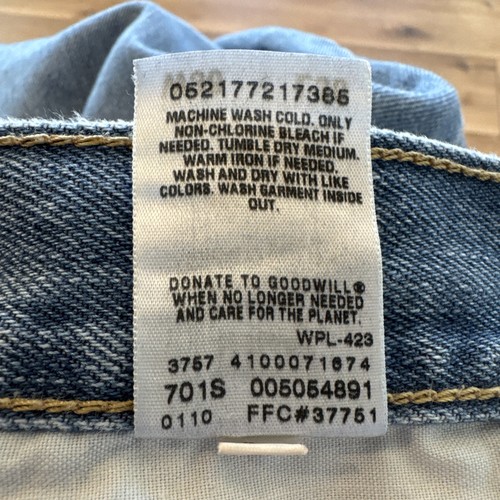 052177217385
MACHINE WASH COLD. ONLY
NON-CHLORINE BLEACH IF
NEEDED. TUMBLE DRY MEDIUM.
WARM IRON IF NEEDED.
WASH AND DRY WITH LIKE
COLORS. WASH GARMENT INSIDE
OUT.
DONATE TO GOODWILL®
WHEN NO LONGER NEEDED
AND CARE FOR THE PLANET.
WPL-423
3757 4100071674
701S 005054891
0110 FFC#37751